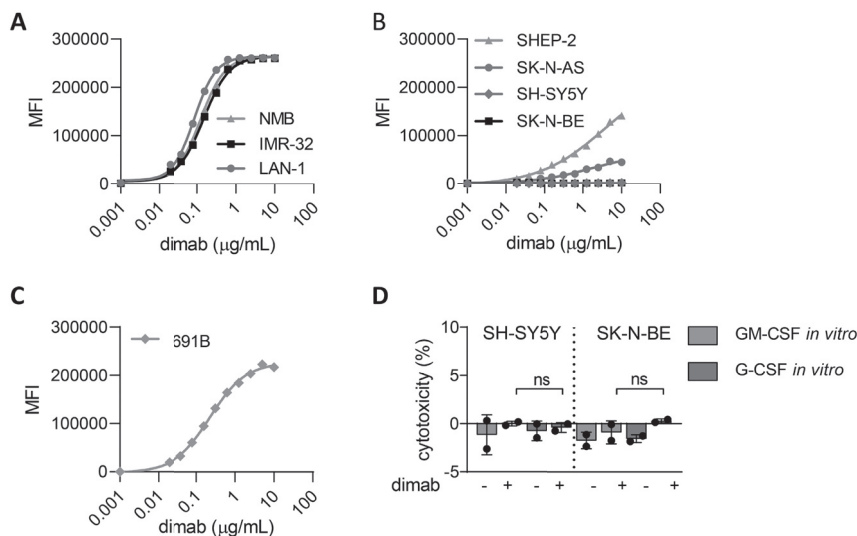 A
300000
200000
100000
0
MFI
NMB
IMR-32
LAN-1
0.001
0.01
0.1
1
10
100
dimab (μg/mL)
B
300000
200000
100000
0
MFI
SHEP-2
SK-N-AS
SH-SY5Y
SK-N-BE
0.001
0.01
0.1
1
10
100
dimab (μg/mL)
C
300000
200000
100000
0
MFI
691B
0.001
0.01
0.1
1
10
100
dimab (μg/mL)
D
10
5
0
-5
cytotoxicity (%)
SH-SY5Y SK-N-BE
ns ns
dimab - + - + - + - +
GM-CSF in vitro
G-CSF in vitro